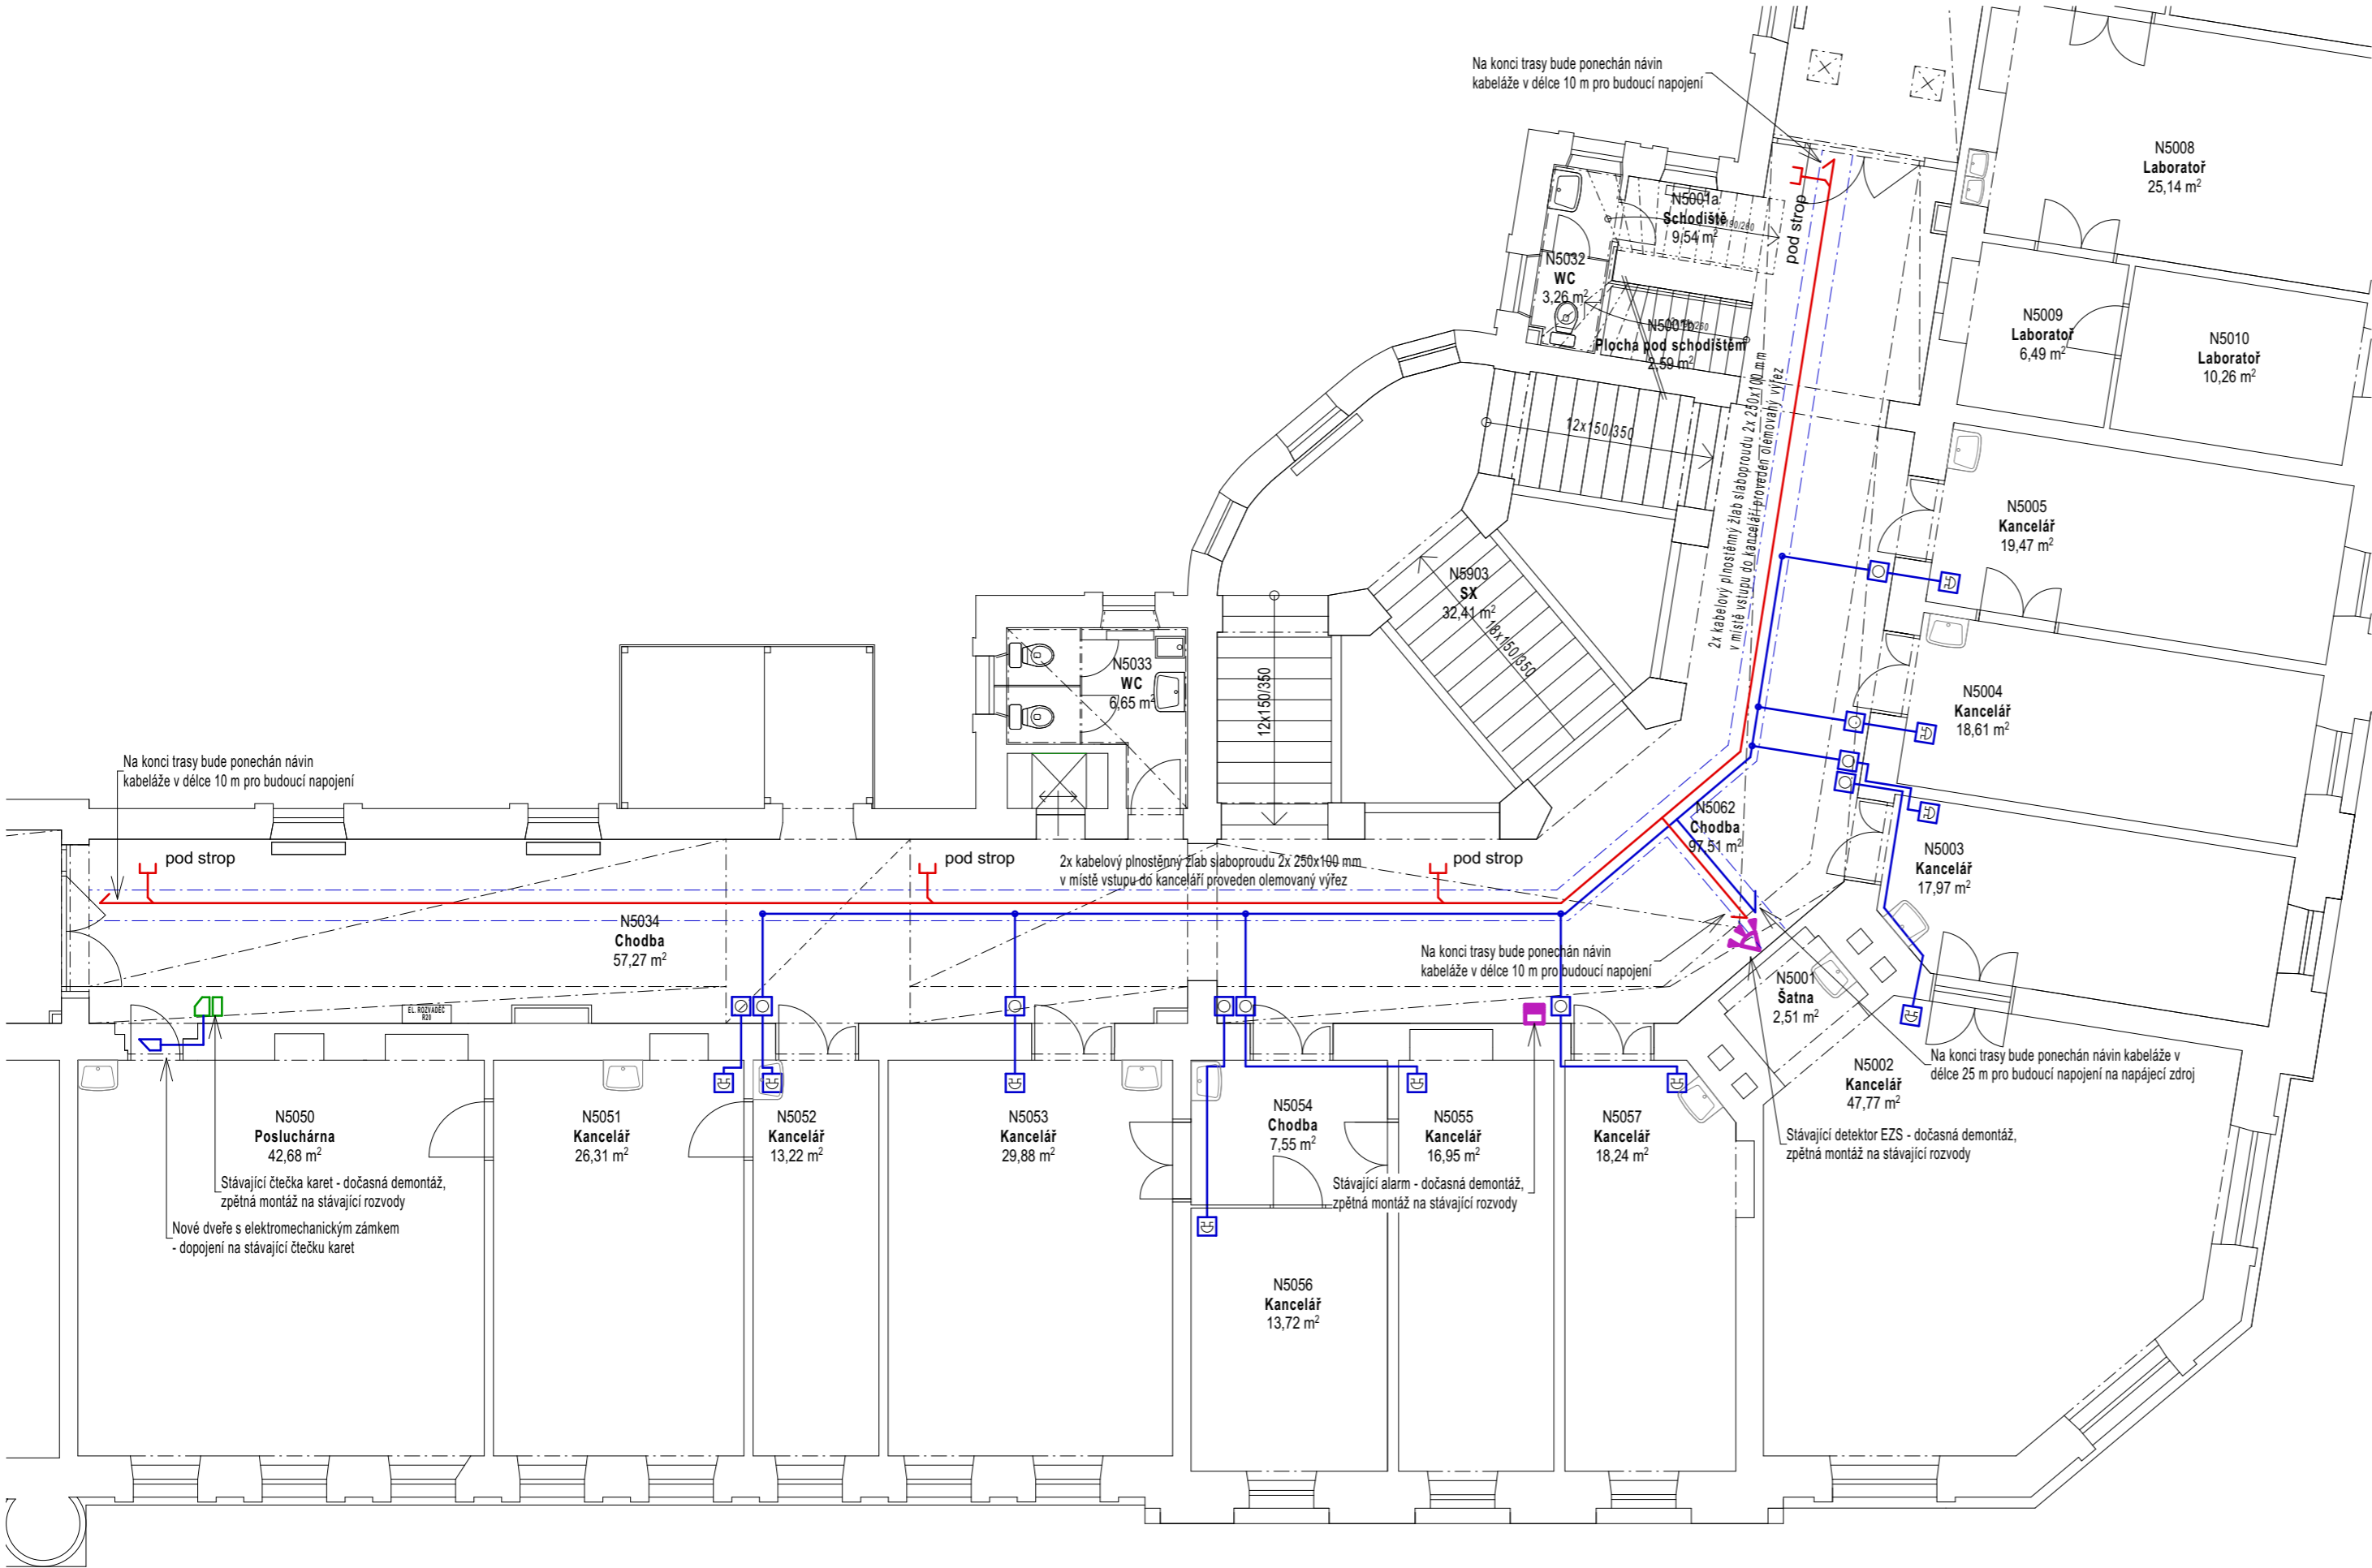 Na konci trasy bude ponechán návin
kabeláže v délce 10 m pro budoucí napojení
N5008
Laboratoř
25,14 m²
N5001a
Schodiště
9,54 m²
pod strop
N5032
WC
3,26 m²
N5001b
Plocha pod schodištěm
2,59 m²
N5009
Laboratoř
6,49 m²
N5010
Laboratoř
10,26 m²
12x150/350
2x kabelový plnostěnný žlab slaboproudu 2x 250x100 mm
v místě vstupu do kanceláří proveden olemovaný výřez
N5005
Kancelář
19,47 m²
N5903
SX
32,41 m²
18x150/350
N5033
WC
6,65 m²
12x150/350
N5004
Kancelář
18,61 m²
Na konci trasy bude ponechán návin
kabeláže v délce 10 m pro budoucí napojení
N5062
Chodba
97,51 m²
pod strop
pod strop
pod strop
2x kabelový plnostěnný žlab slaboproudu 2x 250x100 mm
v místě vstupu do kanceláří proveden olemovaný výřez
N5003
Kancelář
17,97 m²
N5034
Chodba
57,27 m²
Na konci trasy bude ponechán návin
kabeláže v délce 10 m pro budoucí napojení
N5001
Šatna
2,51 m²
EL. ROZVADĚČ
R20
Na konci trasy bude ponechán návin kabeláže v
délce 25 m pro budoucí napojení na napájecí zdroj
N5002
Kancelář
47,77 m²
N5050
Posluchárna
42,68 m²
N5051
Kancelář
26,31 m²
N5052
Kancelář
13,22 m²
N5053
Kancelář
29,88 m²
N5054
Chodba
7,55 m²
N5055
Kancelář
16,95 m²
N5057
Kancelář
18,24 m²
Stávající detektor EZS - dočasná demontáž,
zpětná montáž na stávající rozvody
Stávající čtečka karet - dočasná demontáž,
zpětná montáž na stávající rozvody
Stávající alarm - dočasná demontáž,
zpětná montáž na stávající rozvody
Nové dveře s elektromechanickým zámkem
- dopojení na stávající čtečku karet
N5056
Kancelář
13,72 m²